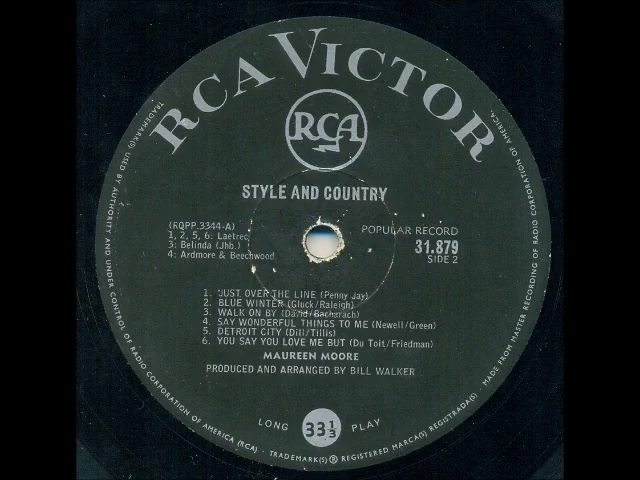 RCA VICTOR
RCA
STYLE AND COUNTRY
(RQPP.3344-A)
1, 2, 5, 6: Laetrec
3: Belinda (Jhb.)
4: Ardmore & Beechwood
POPULAR RECORD
31.879
SIDE 2
1. JUST OVER THE LINE (Penny Jay)
2. BLUE WINTER (Gluck/Raleigh)
3. WALK ON BY (David/Bacharach)
4. SAY WONDERFUL THINGS TO ME (Newell/Green)
5. DETROIT CITY (Dill/Tillis)
6. YOU SAY YOU LOVE ME BUT (Du Toit/Friedman)
MAUREEN MOORE
PRODUCED AND ARRANGED BY BILL WALKER
LONG 33 1/3 PLAY
TRADEMARK(S) USED BY AUTHORITY AND UNDER CONTROL OF RADIO CORPORATION OF AMERICA (RCA) · TRADEMARK(S) ® REGISTERED MARCA(S) REGISTRADA(S) · MADE FROM MASTER RECORDING OF RADIO CORPORATION OF AMERICA.